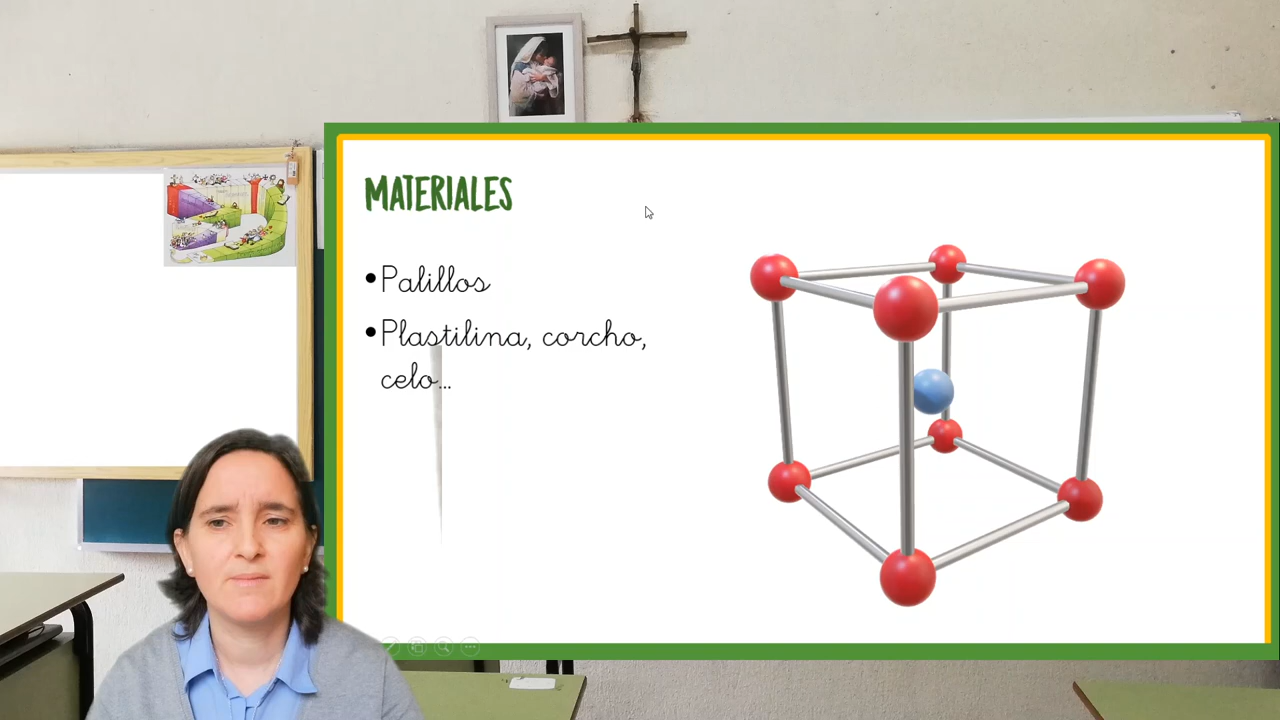 MATERIALES
•Palillos
•Plastilina, corcho,
celo...